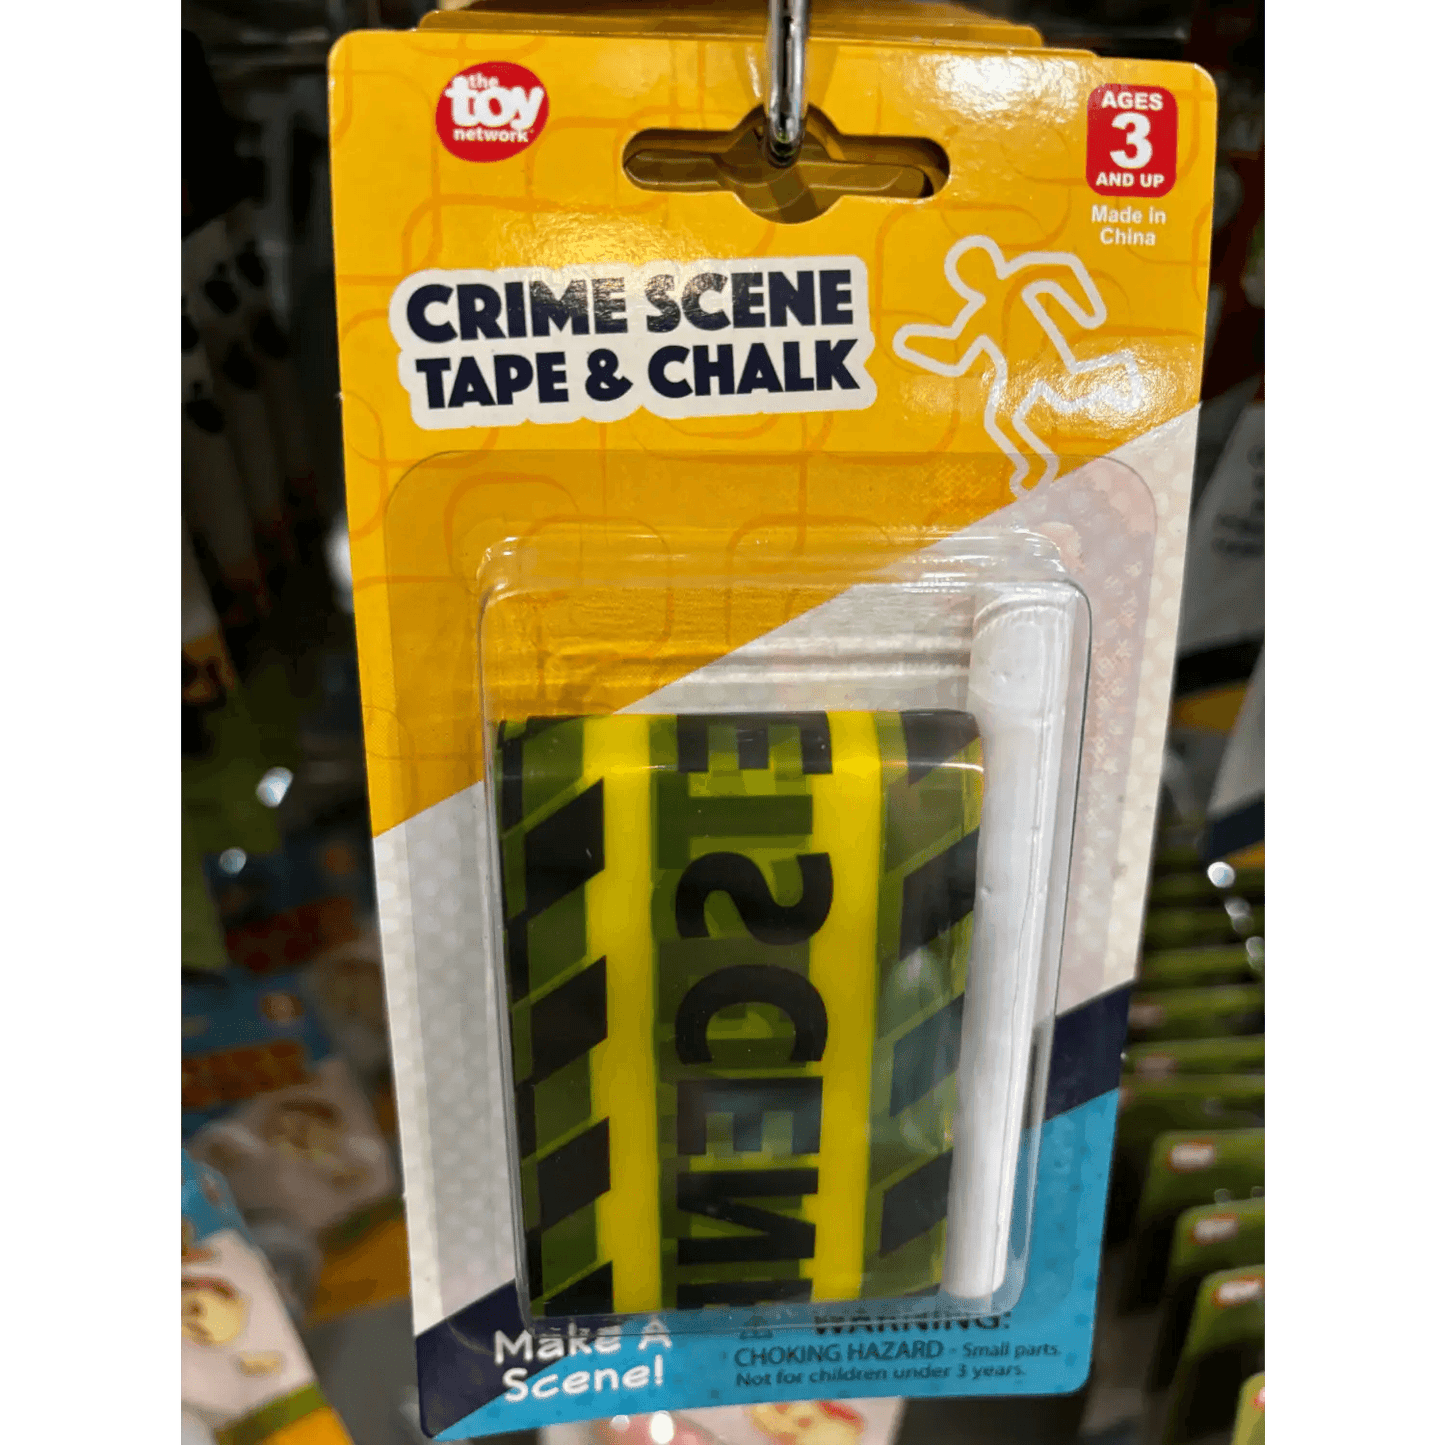 the
toy
network
AGES
3
AND UP
Made in
China
CRIME SCENE
TAPE & CHALK
SCEN
Make A
Scene!
WARNING:
CHOKING HAZARD - Small parts.
Not for children under 3 years.